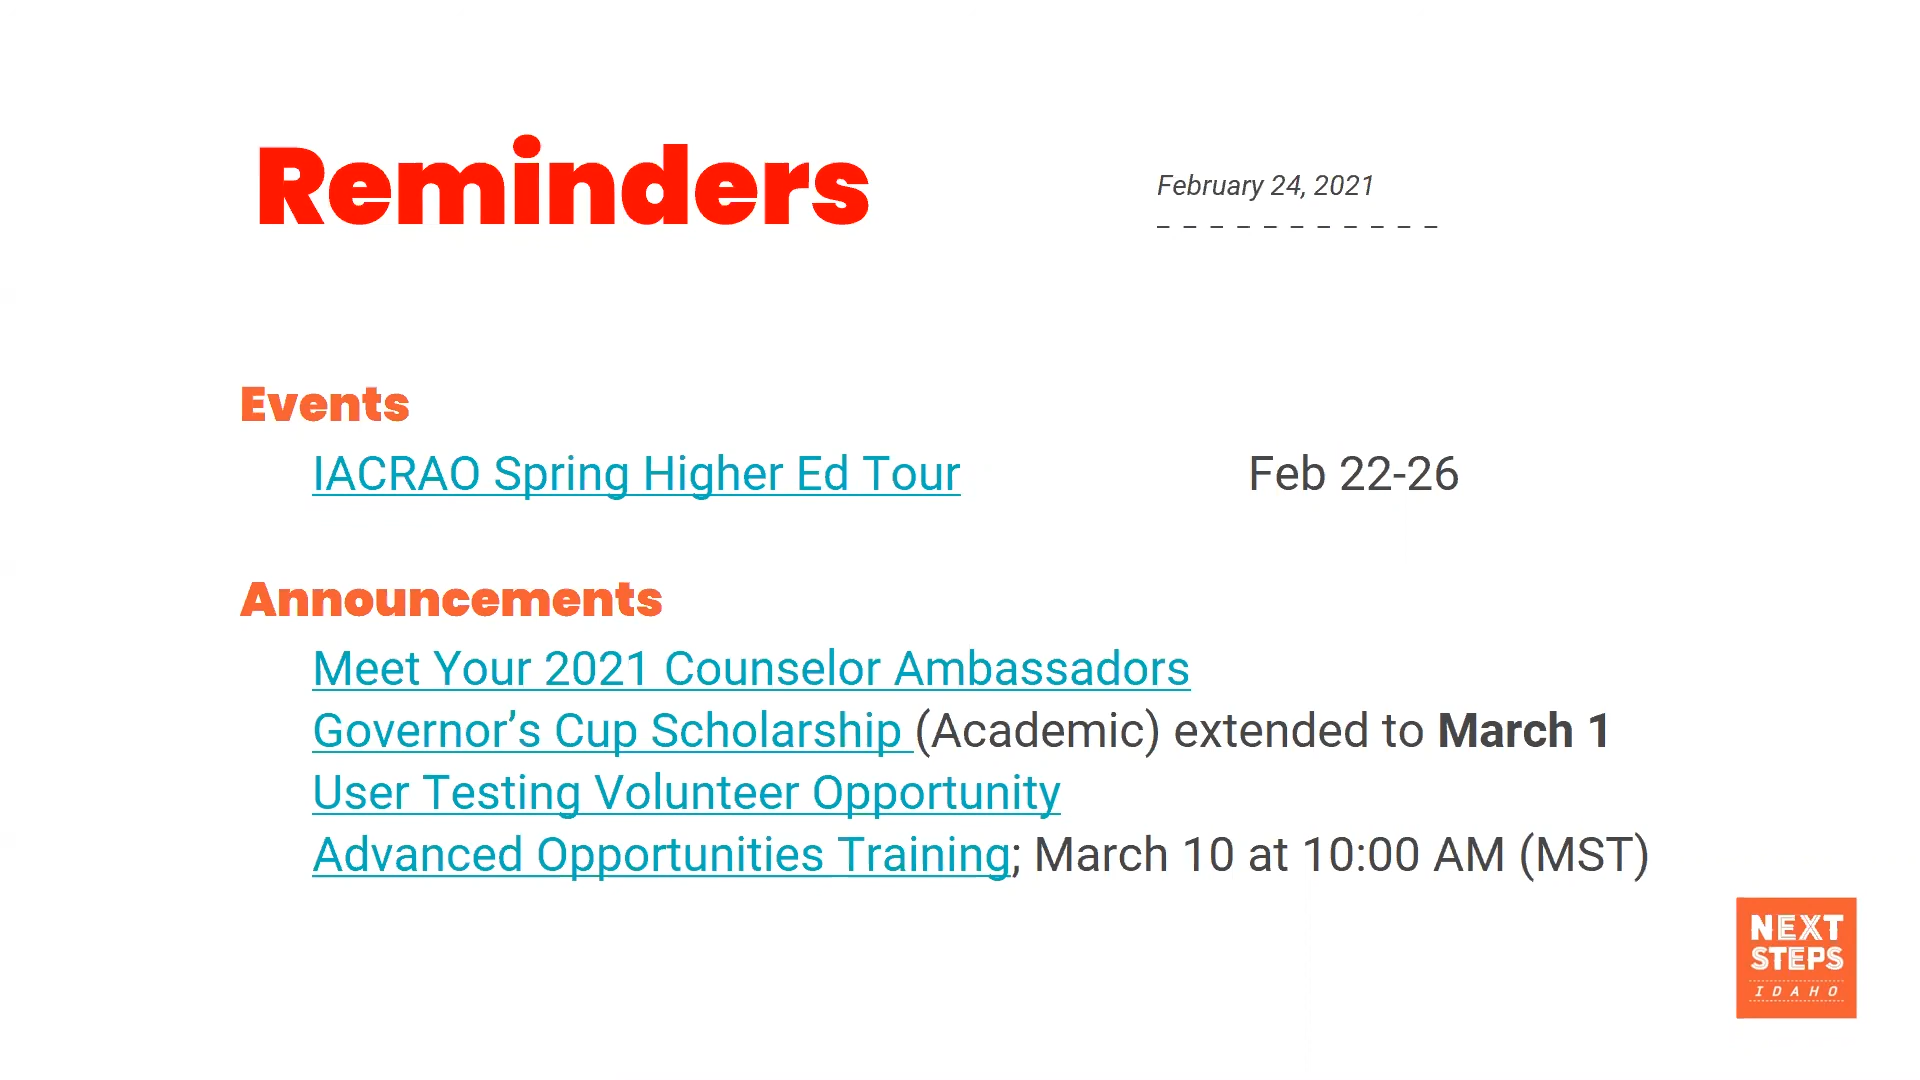 Reminders
February 24, 2021
Events
IACRAO Spring Higher Ed Tour Feb 22-26
Announcements
Meet Your 2021 Counselor Ambassadors
Governor’s Cup Scholarship (Academic) extended to March 1
User Testing Volunteer Opportunity
Advanced Opportunities Training; March 10 at 10:00 AM (MST)
NEXT
STEPS
IDAHO